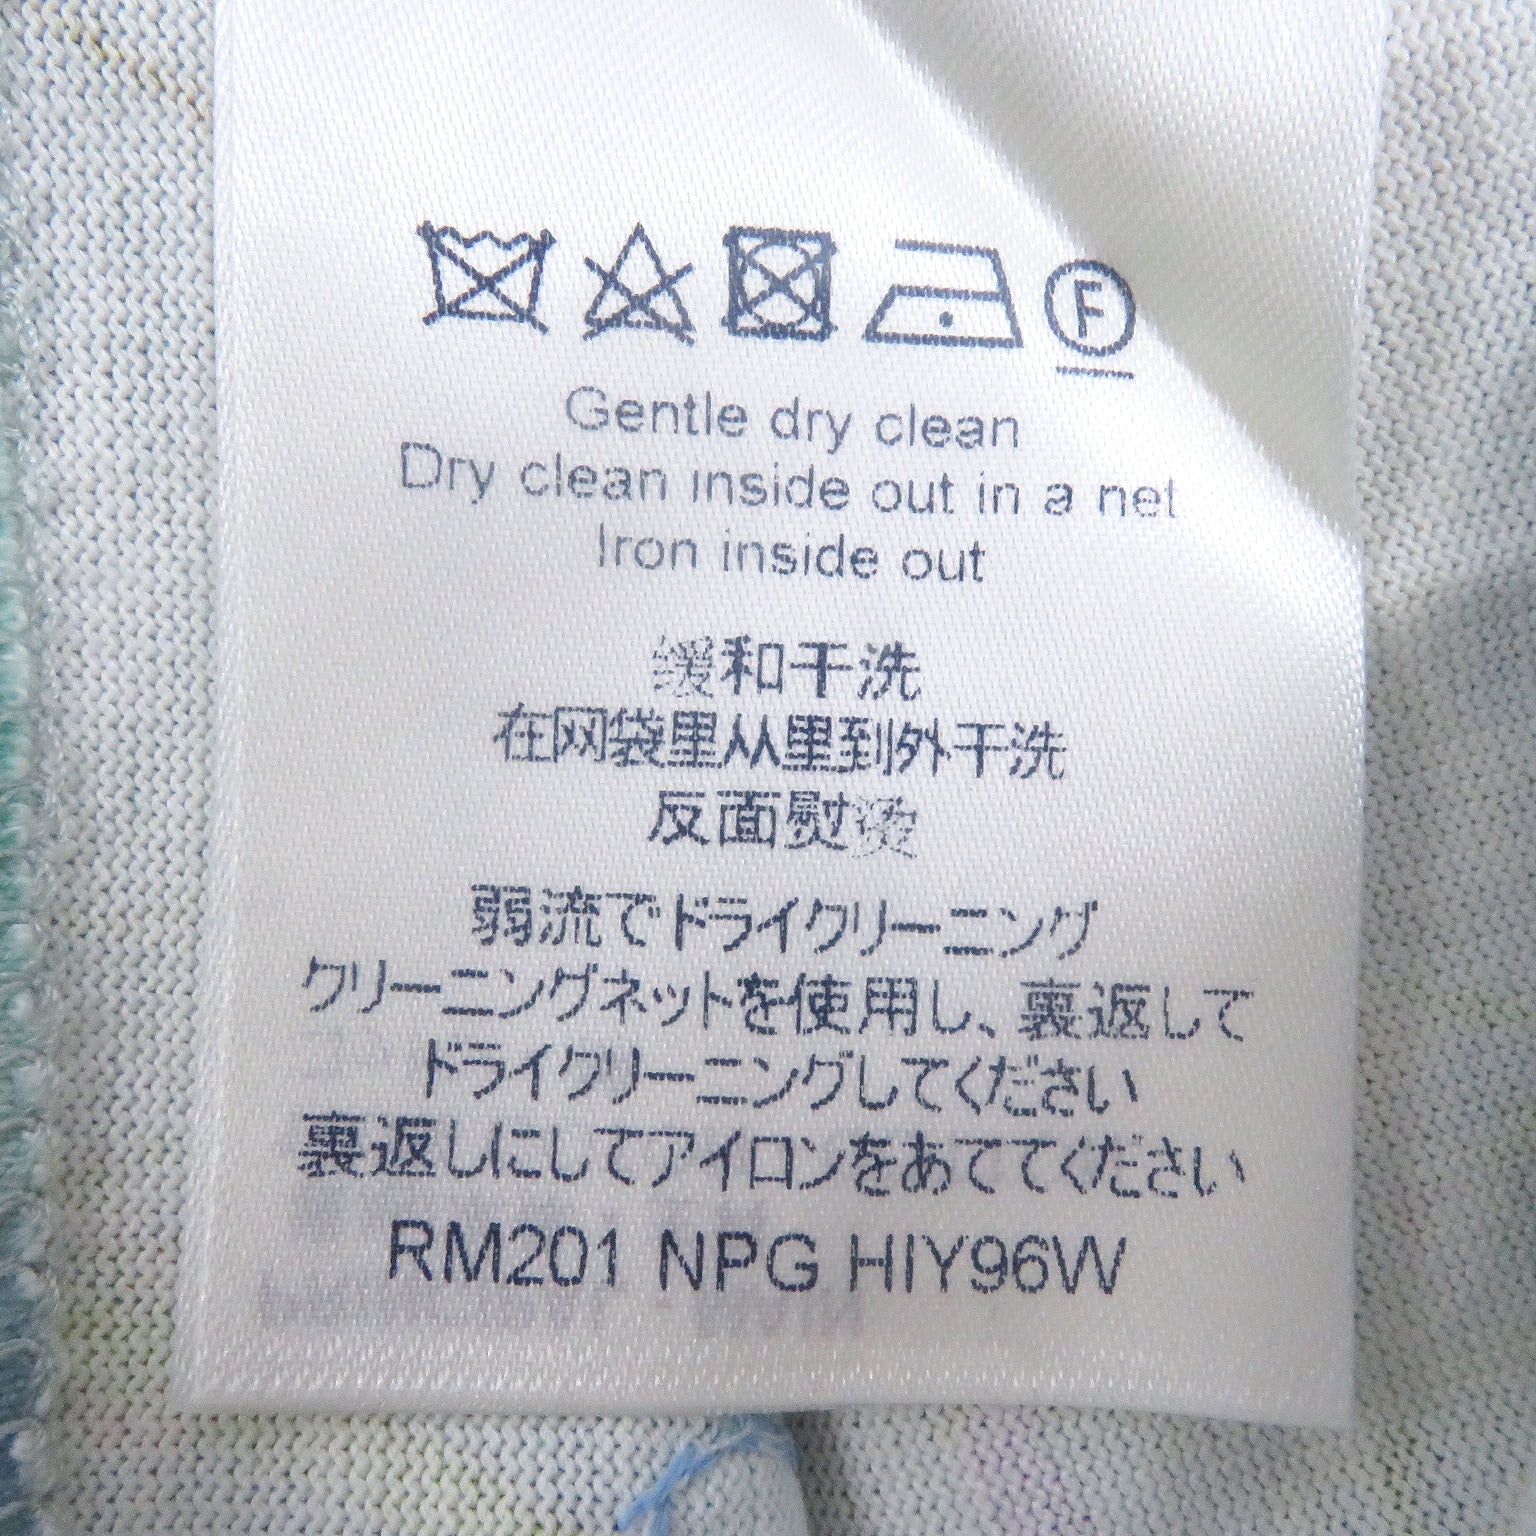 F
Gentle dry clean
Dry clean inside out in a net
Iron inside out
缓和干洗
在网袋里从里到外干洗
反面熨烫
弱流でドライクリーニング
クリーニングネットを使用し、裏返して
ドライクリーニングしてください
裏返しにしてアイロンをあててください
RM201 NPG HIY96W